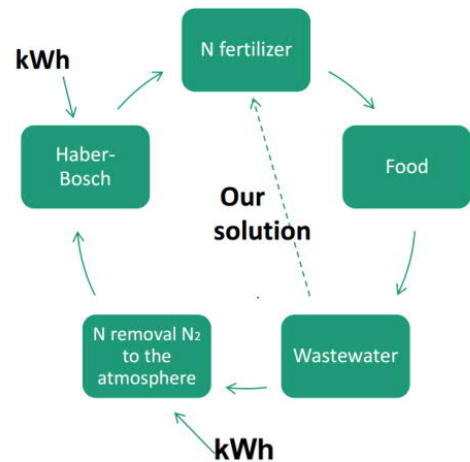 N fertilizer
kWh
Haber-
Bosch
Food
Our
solution
N removal N₂
to the
atmosphere
Wastewater
kWh